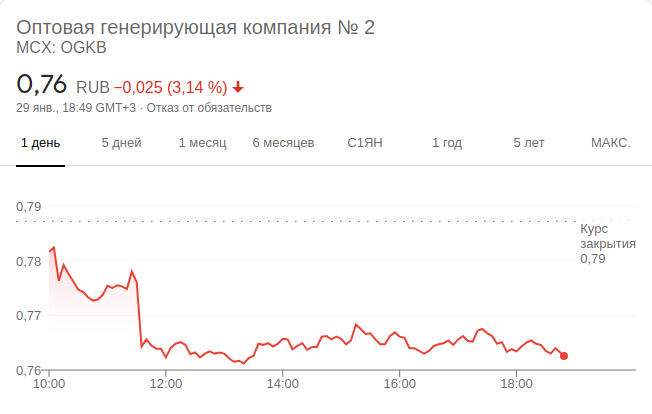 Оптовая генерирующая компания № 2
MCX: OGKB
0,76 RUB −0,025 (3,14 %)
29 янв., 18:49 GMT+3 · Отказ от обязательств
1 день 5 дней 1 месяц 6 месяцев С1ЯН 1 год 5 лет МАКС.
0,79
Курс
закрытия
0,79
0,78
0,77
0,76
10:00 12:00 14:00 16:00 18:00